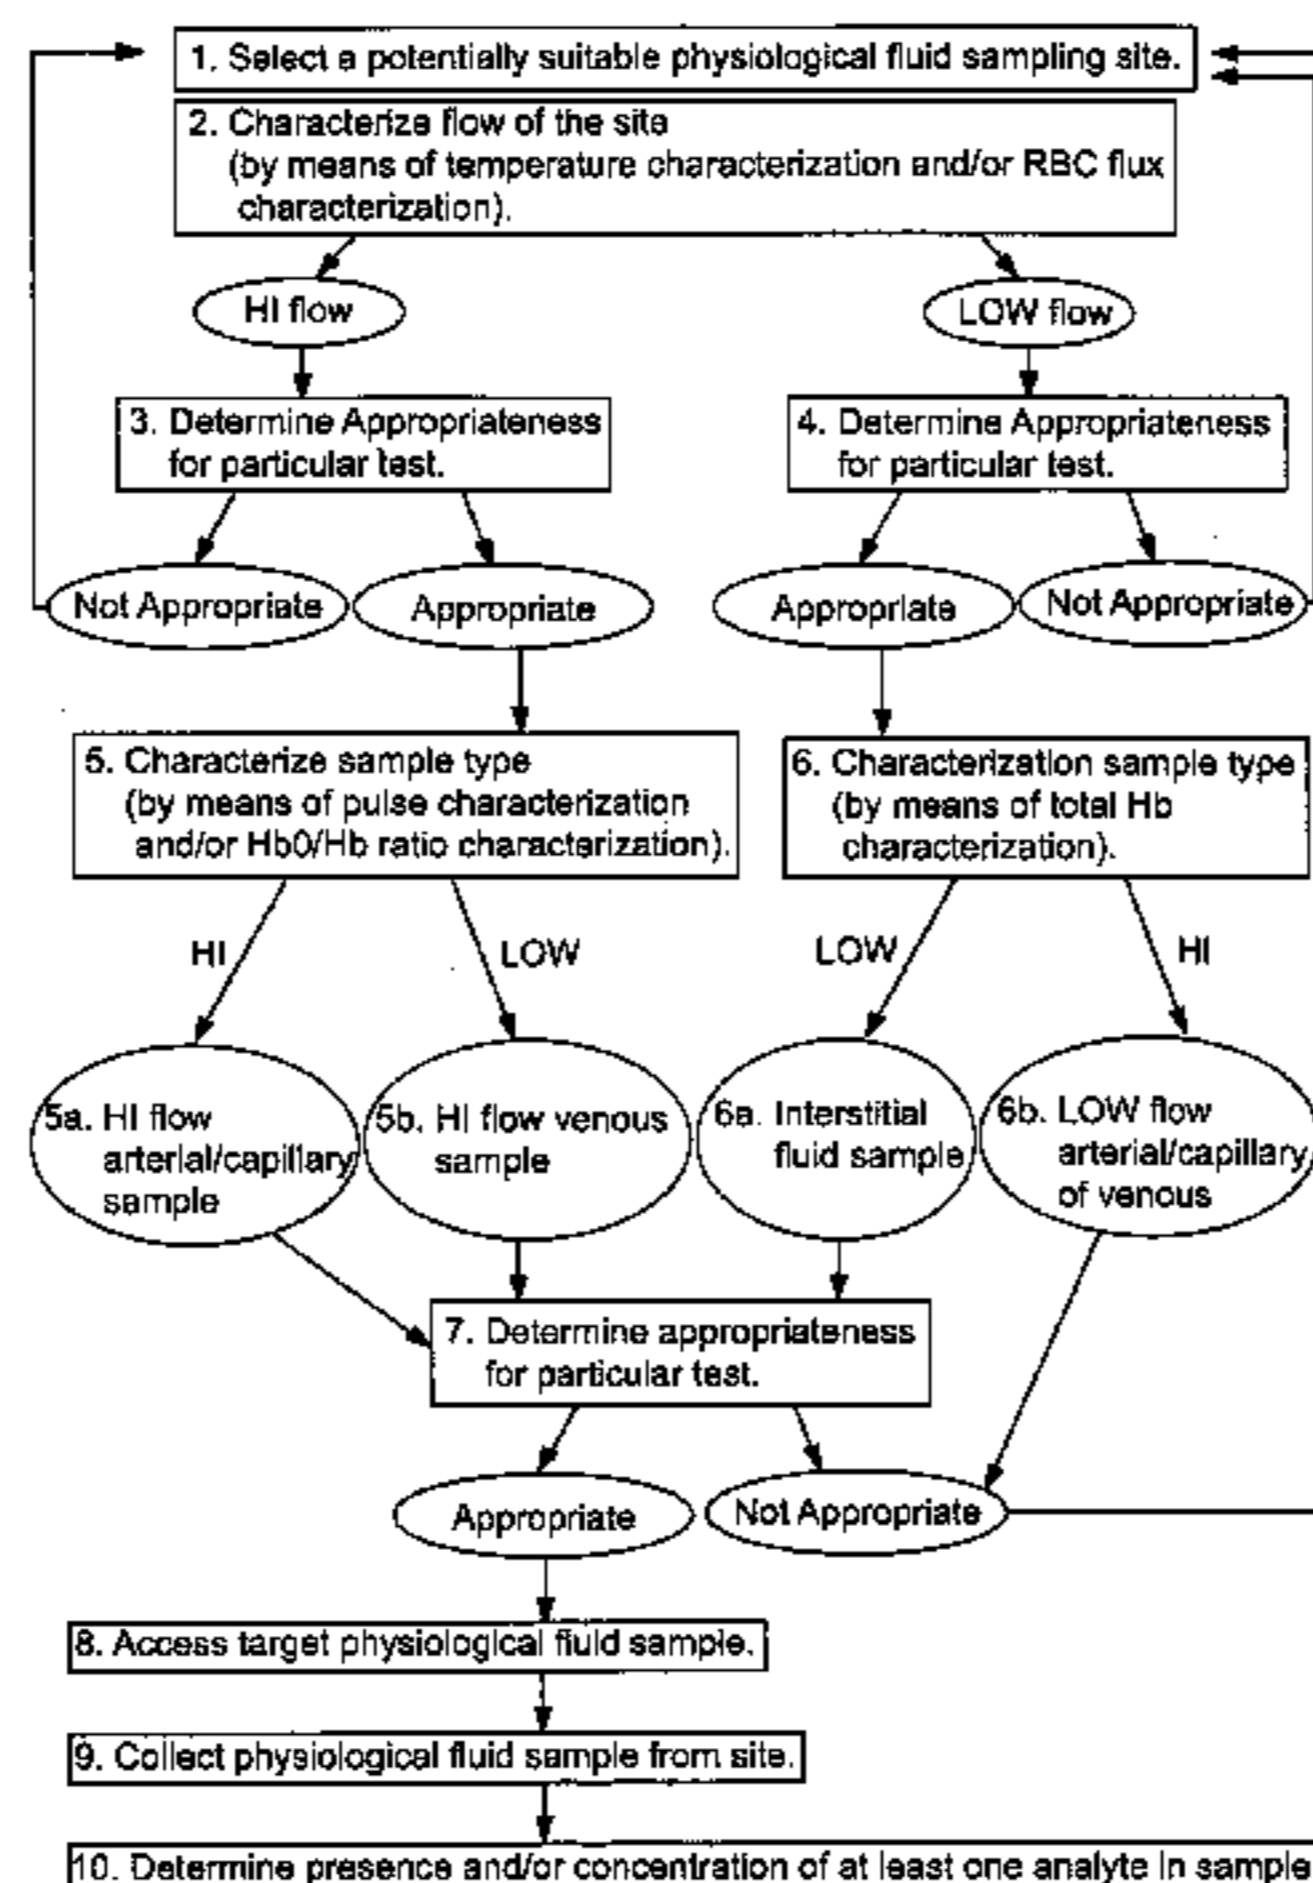 1. Select a potentially suitable physiological fluid sampling site.
2. Characterize flow of the site
(by means of temperature characterization and/or RBC flux
characterization).
HI flow
LOW flow
3. Determine Appropriateness
for particular test.
4. Determine Appropriateness
for particular test.
Not Appropriate
Appropriate
Appropriate
Not Appropriate
5. Characterize sample type
(by means of pulse characterization
and/or Hb0/Hb ratio characterization).
6. Characterization sample type
(by means of total Hb
characterization).
HI
LOW
LOW
HI
5a. HI flow
arterial/capillary
sample
5b. HI flow venous
sample
6a. Interstitial
fluid sample
6b. LOW flow
arterial/capillary
of venous
7. Determine appropriateness
for particular test.
Appropriate
Not Appropriate
8. Access target physiological fluid sample.
9. Collect physiological fluid sample from site.
10. Determine presence and/or concentration of at least one analyte in sample